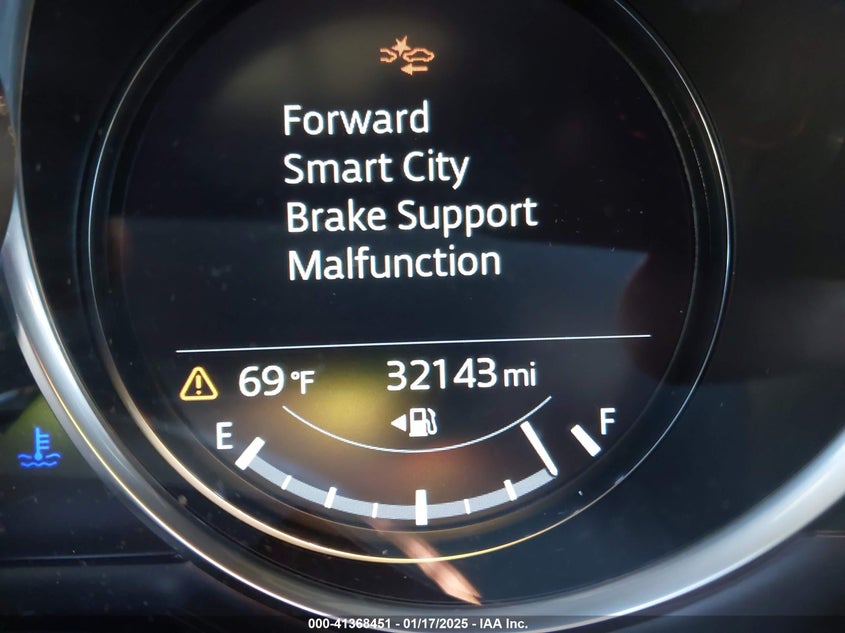 Forward
Smart City
Brake Support
Malfunction
69 °F 32143 mi
E F
000-41368451 - 01/17/2025 - IAA Inc.